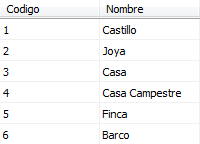 Codigo Nombre
1 Castillo
2 Joya
3 Casa
4 Casa Campestre
5 Finca
6 Barco